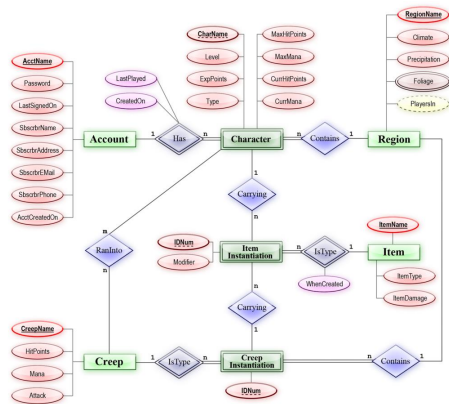 RegionName
CharName
MaxHitPoints
Climate
AcctName
Level
MaxMana
Precipitation
Password
LastPlayed
ExpPoints
CurrHitPoints
Foliage
LastSignedOn
CreatedOn
Type
CurrMana
PlayersIn
SbscrbrName
Account
1
Has
n
Character
n
Contains
1
Region
SbscrbrAddress
SbscrbrEMail
SbscrbrPhone
AcctCreatedOn
1
1
Carrying
m
n
ItemName
RanInto
IDNum
Modifier
Item
Instantiation
n
IsType
1
Item
n
WhenCreated
ItemType
ItemDamage
Carrying
CreepName
HitPoints
n
1
Creep
1
IsType
n
Creep
Instantiation
n
Contains
1
Mana
Attack
IDNum